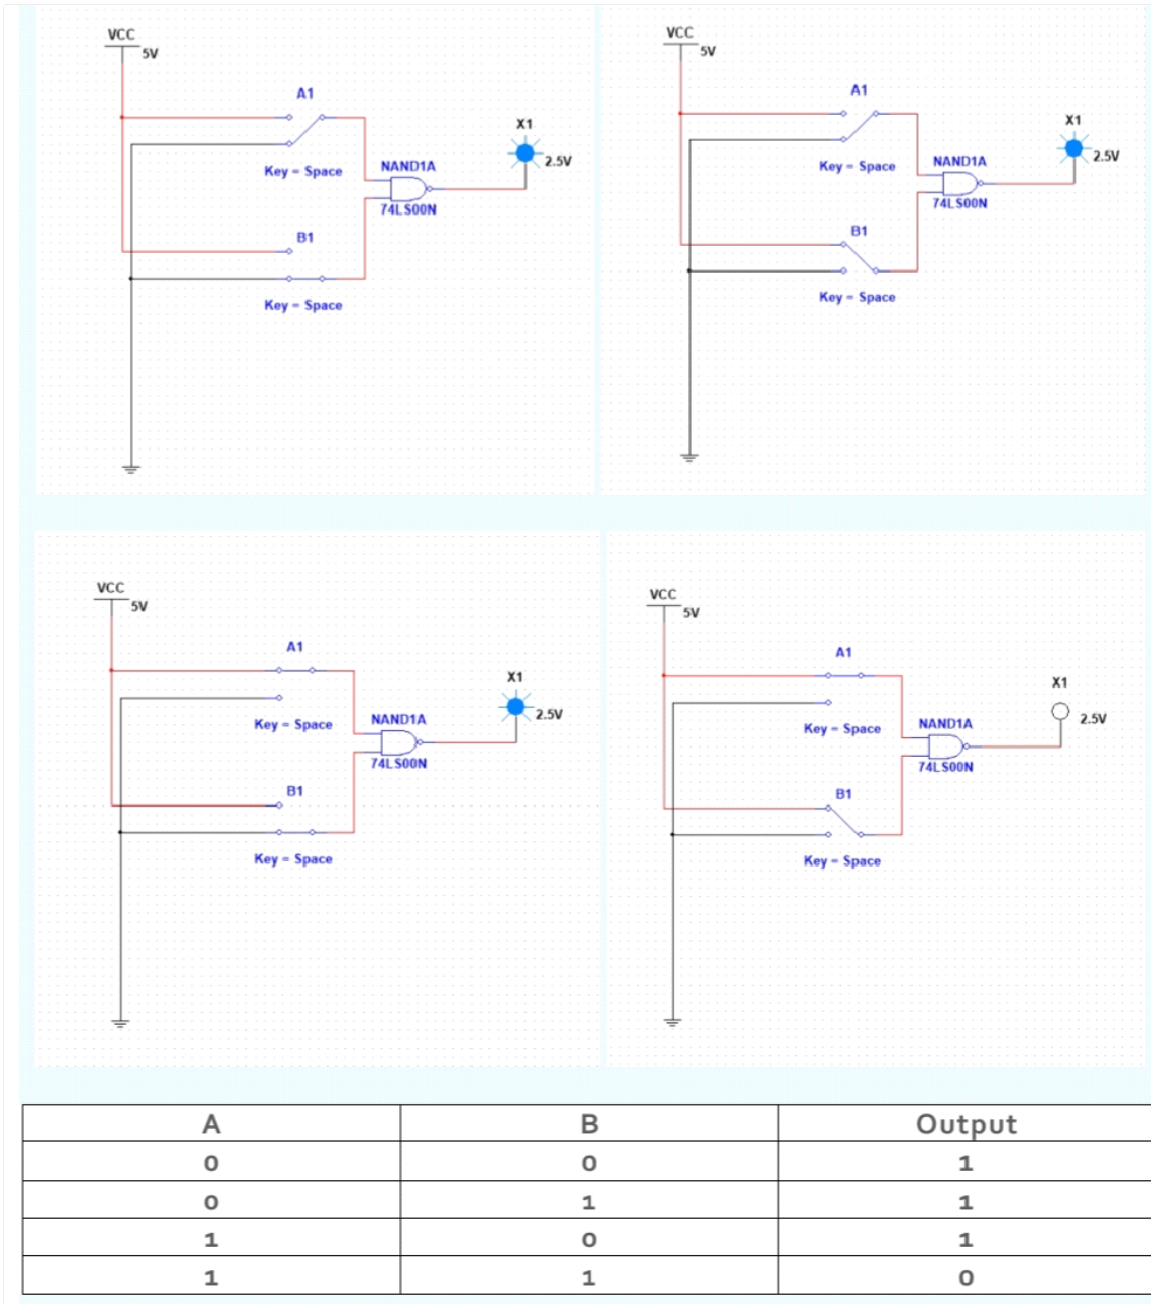 VCC
5V
A1
Key = Space
X1
2.5V
NAND1A
74LS00N
B1
Key = Space
VCC
5V
A1
Key = Space
X1
2.5V
NAND1A
74LS00N
B1
Key = Space
VCC
5V
A1
Key = Space
X1
2.5V
NAND1A
74LS00N
B1
Key = Space
VCC
5V
A1
Key = Space
X1
2.5V
NAND1A
74LS00N
B1
Key = Space
A B Output
0 0 1
0 1 1
1 0 1
1 1 0